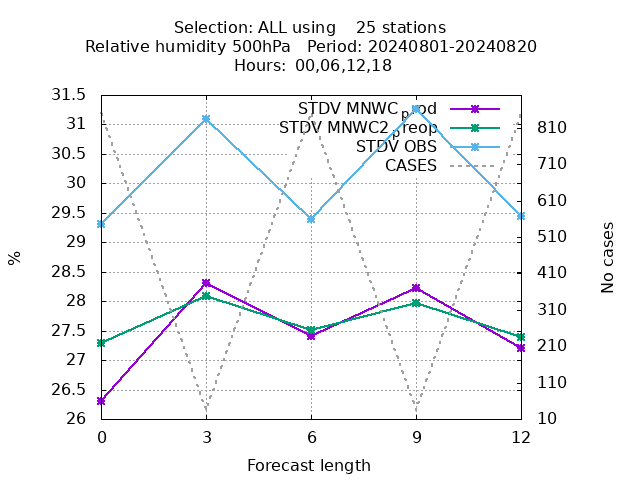 Selection: ALL using 25 stations
Relative humidity 500hPa Period: 20240801-20240820
Hours: 00,06,12,18
STDV MNWC_prod
STDV MNWC2_preop
STDV OBS
CASES
31.5
31
30.5
30
29.5
29
28.5
28
27.5
27
26.5
26
%
810
710
610
510
410
310
210
110
10
No cases
0 3 6 9 12
Forecast length